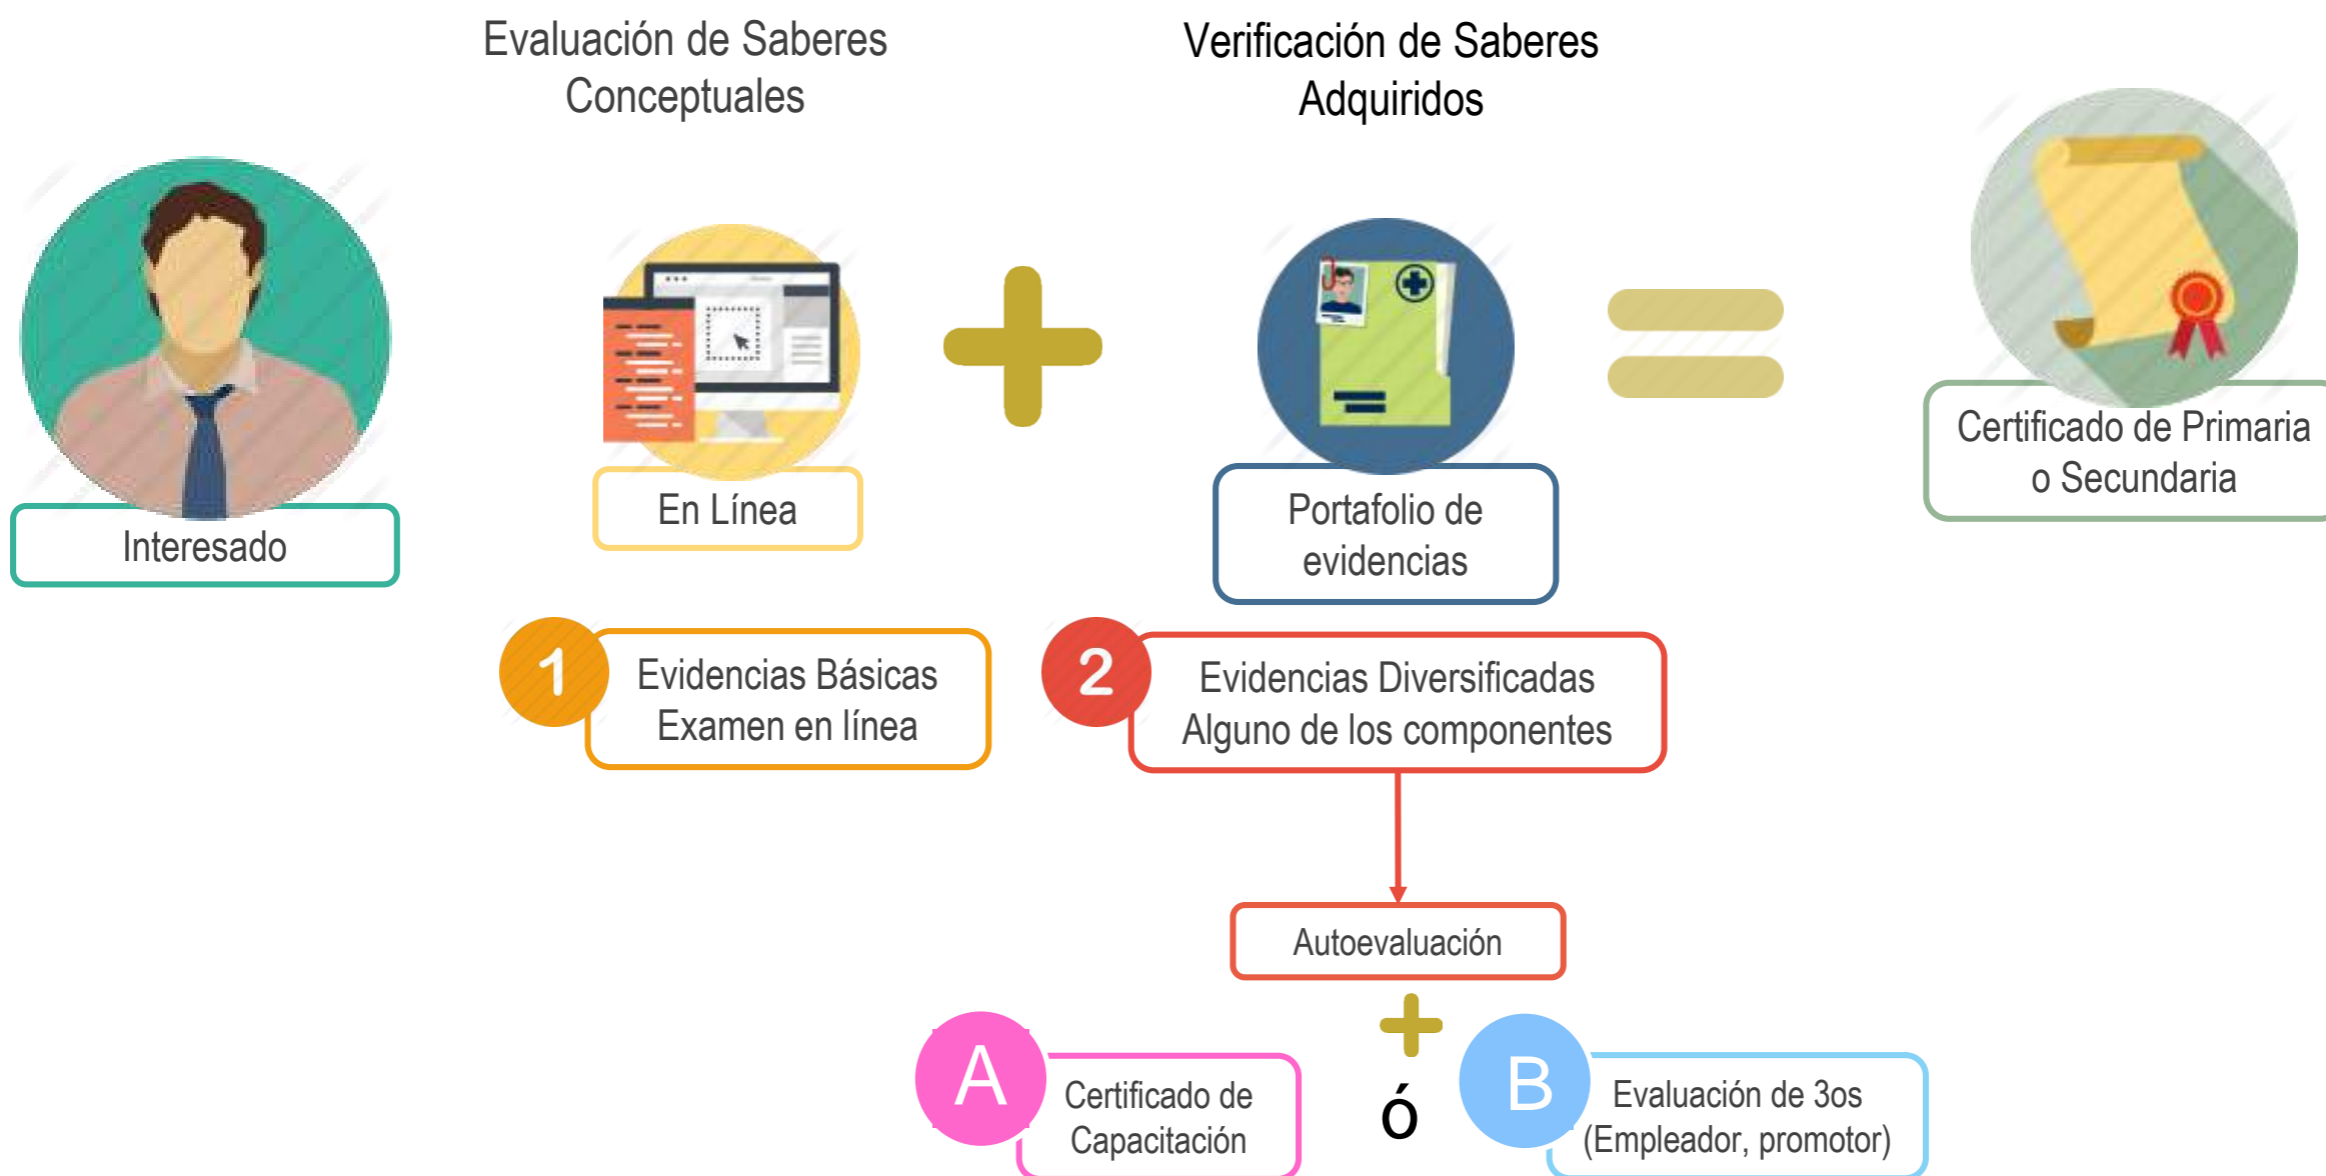 Evaluación de Saberes
Conceptuales
Verificación de Saberes
Adquiridos
Interesado
En Línea
Portafolio de
evidencias
Certificado de Primaria
o Secundaria
1
Evidencias Básicas
Examen en línea
2
Evidencias Diversificadas
Alguno de los componentes
Autoevaluación
A
Certificado de
Capacitación
ó
B
Evaluación de 3os
(Empleador, promotor)